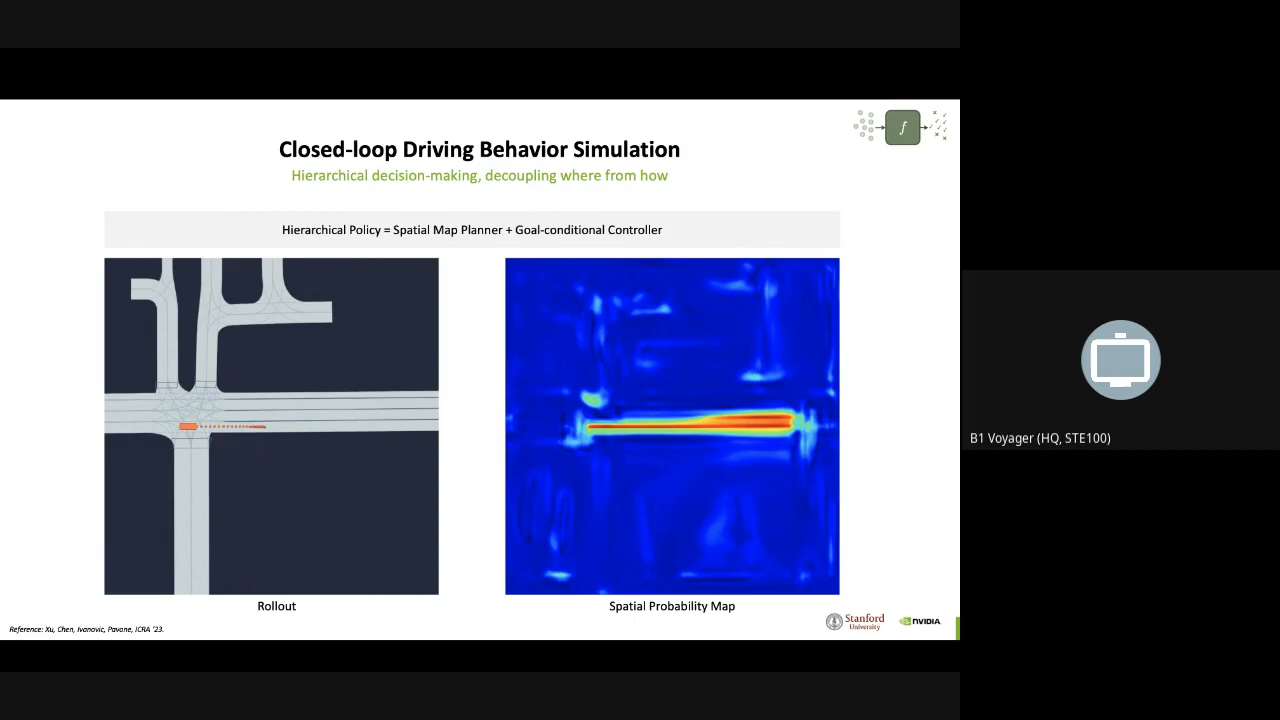 f
Closed-loop Driving Behavior Simulation
Hierarchical decision-making, decoupling where from how
Hierarchical Policy = Spatial Map Planner + Goal-conditional Controller
Rollout
Spatial Probability Map
Reference: Xu, Chen, Ivanovic, Pavone, ICRA '23.
Stanford
University
NVIDIA
B1 Voyager (HQ, STE100)